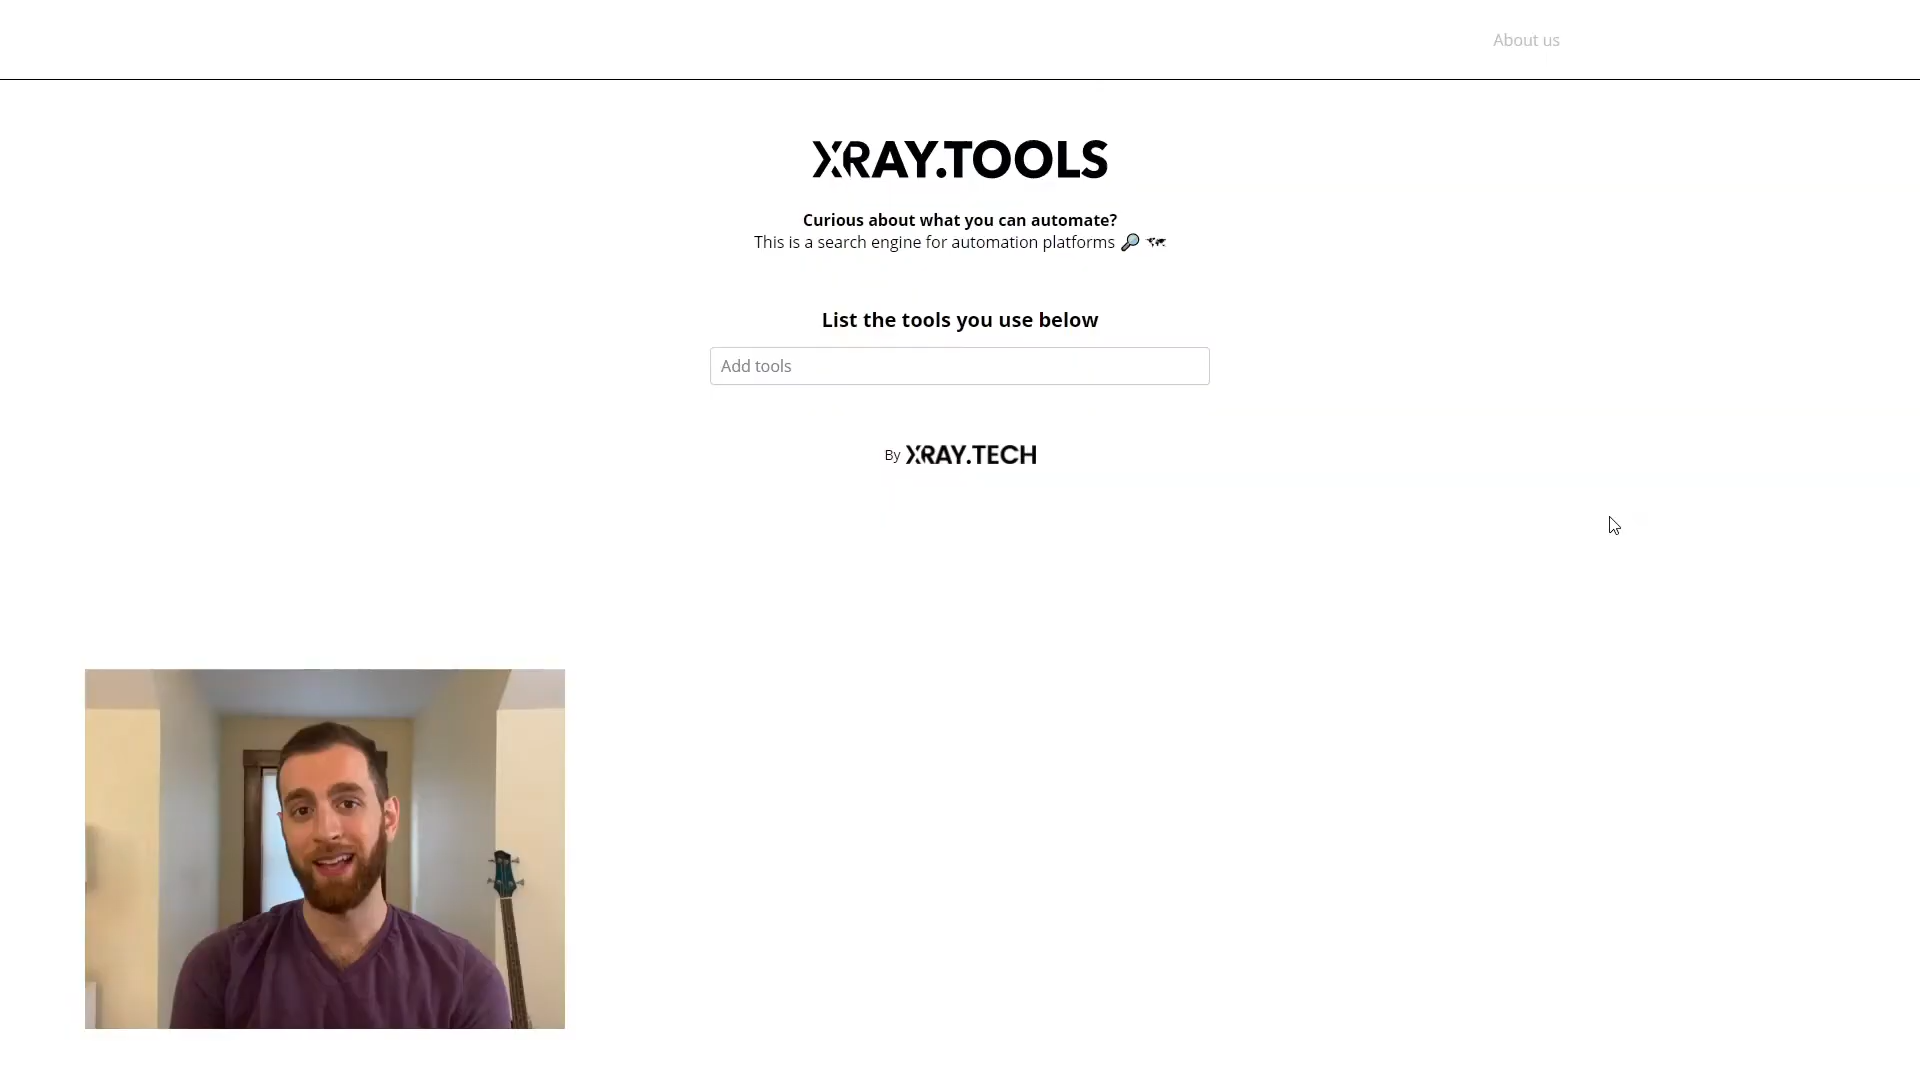 About us
XRAY.TOOLS
Curious about what you can automate?
This is a search engine for automation platforms 🔎 🗺
List the tools you use below
Add tools
By XRAY.TECH